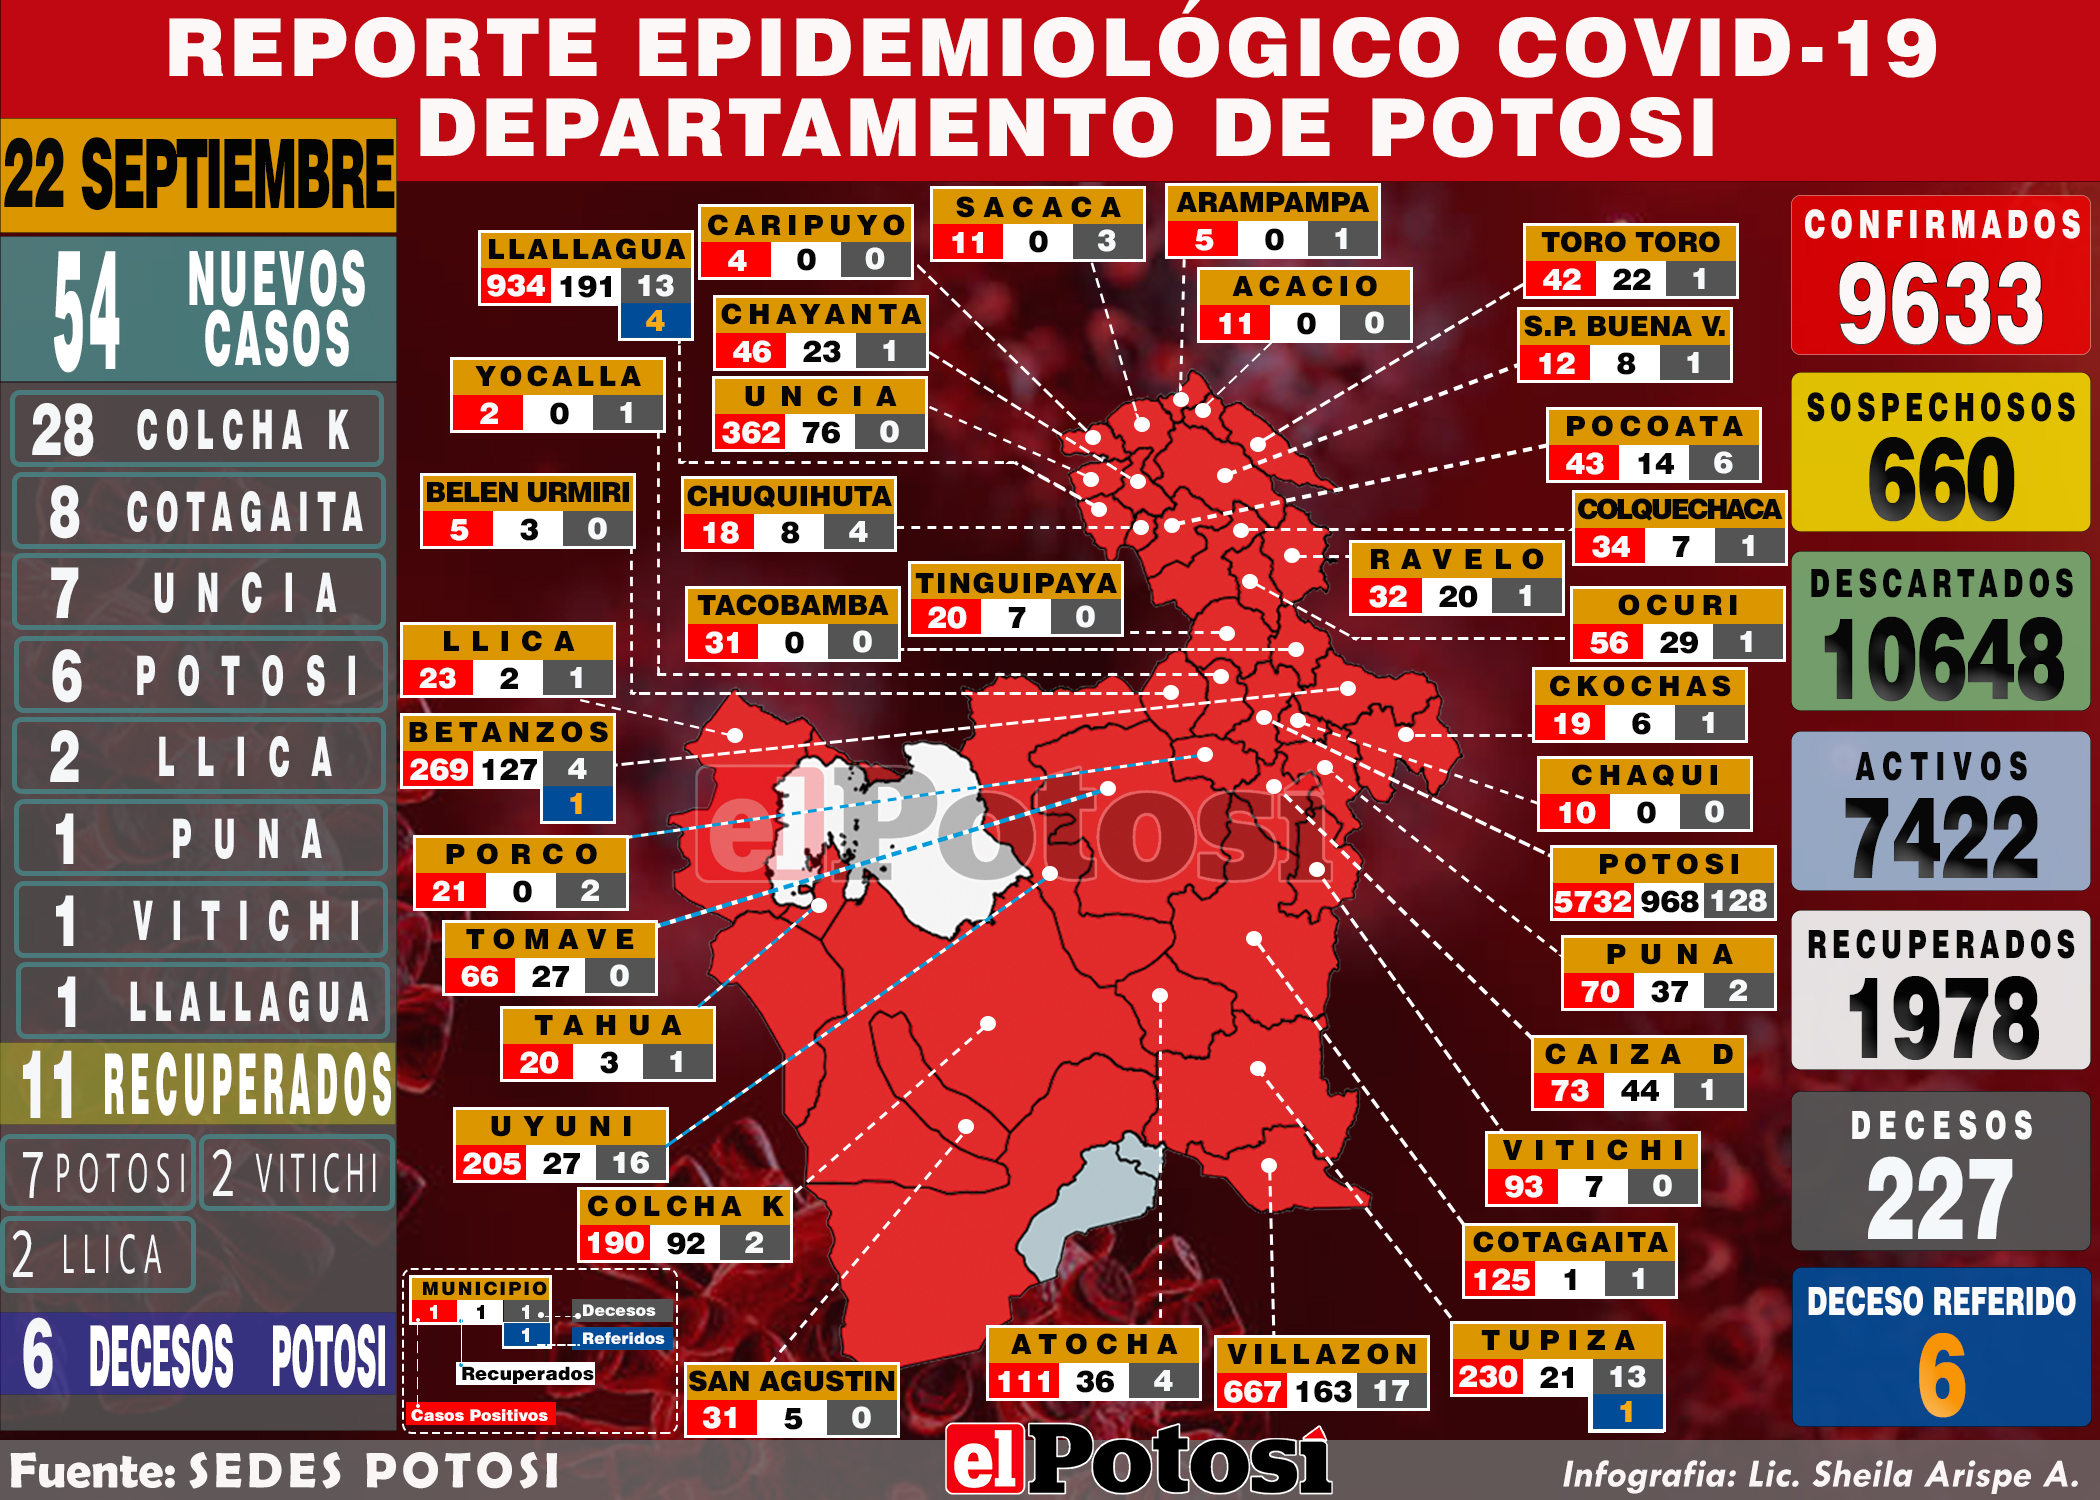 REPORTE EPIDEMIOLÓGICO COVID-19
DEPARTAMENTO DE POTOSI
22 SEPTIEMBRE
54 NUEVOS CASOS
28 COLCHA K
8 COTAGAITA
7 UNCIA
6 POTOSI
2 LLICA
1 PUNA
1 VITICHI
1 LLALLAGUA
11 RECUPERADOS
7 POTOSI
2 VITICHI
2 LLICA
6 DECESOS POTOSI
LLALLAGUA
934 191 13
4
CARIPUYO
4 0 0
SACACA
11 0 3
ARAMPAMPA
5 0 1
ACACIO
11 0 0
TORO TORO
42 22 1
S.P. BUENA V.
12 8 1
CHAYANTA
46 23 1
YOCALLA
2 0 1
UNCIA
362 76 0
POCOATA
43 14 6
BELEN URMIRI
5 3 0
CHUQUIHUTA
18 8 4
COLQUECHACA
34 7 1
RAVELO
32 20 1
TINGUIPAYA
20 7 0
TACOBAMBA
31 0 0
OCURI
56 29 1
LLICA
23 2 1
CKOCHAS
19 6 1
BETANZOS
269 127 4
1
CHAQUI
10 0 0
PORCO
21 0 2
POTOSI
5732 968 128
TOMAVE
66 27 0
PUNA
70 37 2
TAHUA
20 3 1
CAIZA D
73 44 1
UYUNI
205 27 16
VITICHI
93 7 0
COLCHA K
190 92 2
COTAGAITA
125 1 1
SAN AGUSTIN
31 5 0
ATOCHA
111 36 4
VILLAZON
667 163 17
TUPIZA
230 21 13
1
MUNICIPIO
1 1 1
1
Decesos
Referidos
Recuperados
Casos Positivos
elPotosí
CONFIRMADOS
9633
SOSPECHOSOS
660
DESCARTADOS
10648
ACTIVOS
7422
RECUPERADOS
1978
DECESOS
227
DECESO REFERIDO
6
Fuente: SEDES POTOSI
elPotosí
Infografia: Lic. Sheila Arispe A.